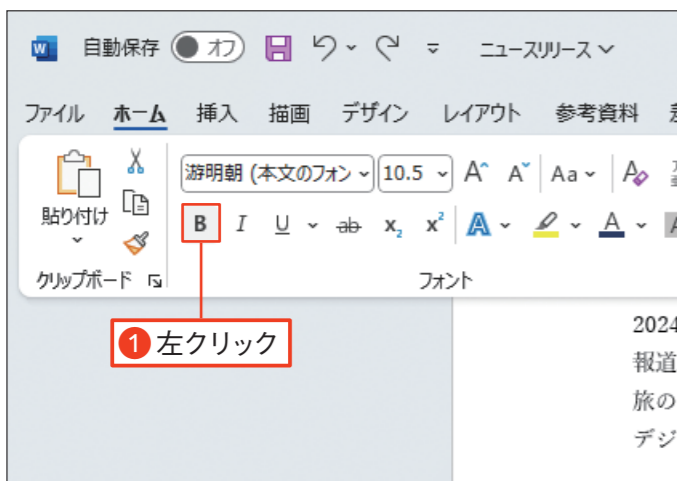 自動保存 オフ ニュースリリース
ファイル ホーム 挿入 描画 デザイン レイアウト 参考資料
貼り付け
游明朝 (本文のフォン 10.5 A A Aa A
B I U ab x₂ x² A A A
クリップボード フォント
1 左クリック
2024
報道
旅の
デジ